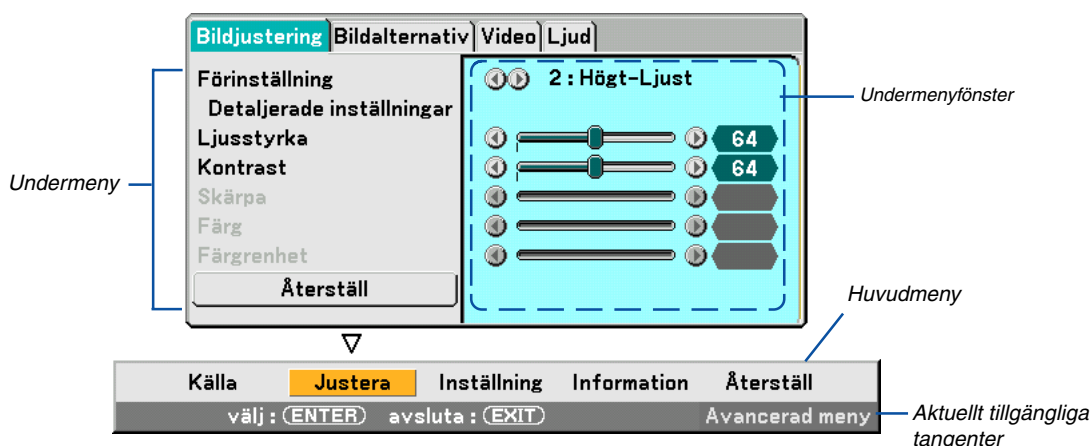 Bildjustering Bildalternativ Video Ljud
Förinställning
2 : Högt-Ljust
Undermenyfönster
Detaljerade inställningar
Ljusstyrka
64
Kontrast
64
Undermeny
Skärpa
Färg
Färgrenhet
Återställ
Huvudmeny
Källa Justera Inställning Information Återställ
välj : ENTER avsluta : EXIT Avancerad meny
Aktuellt tillgängliga
tangenter